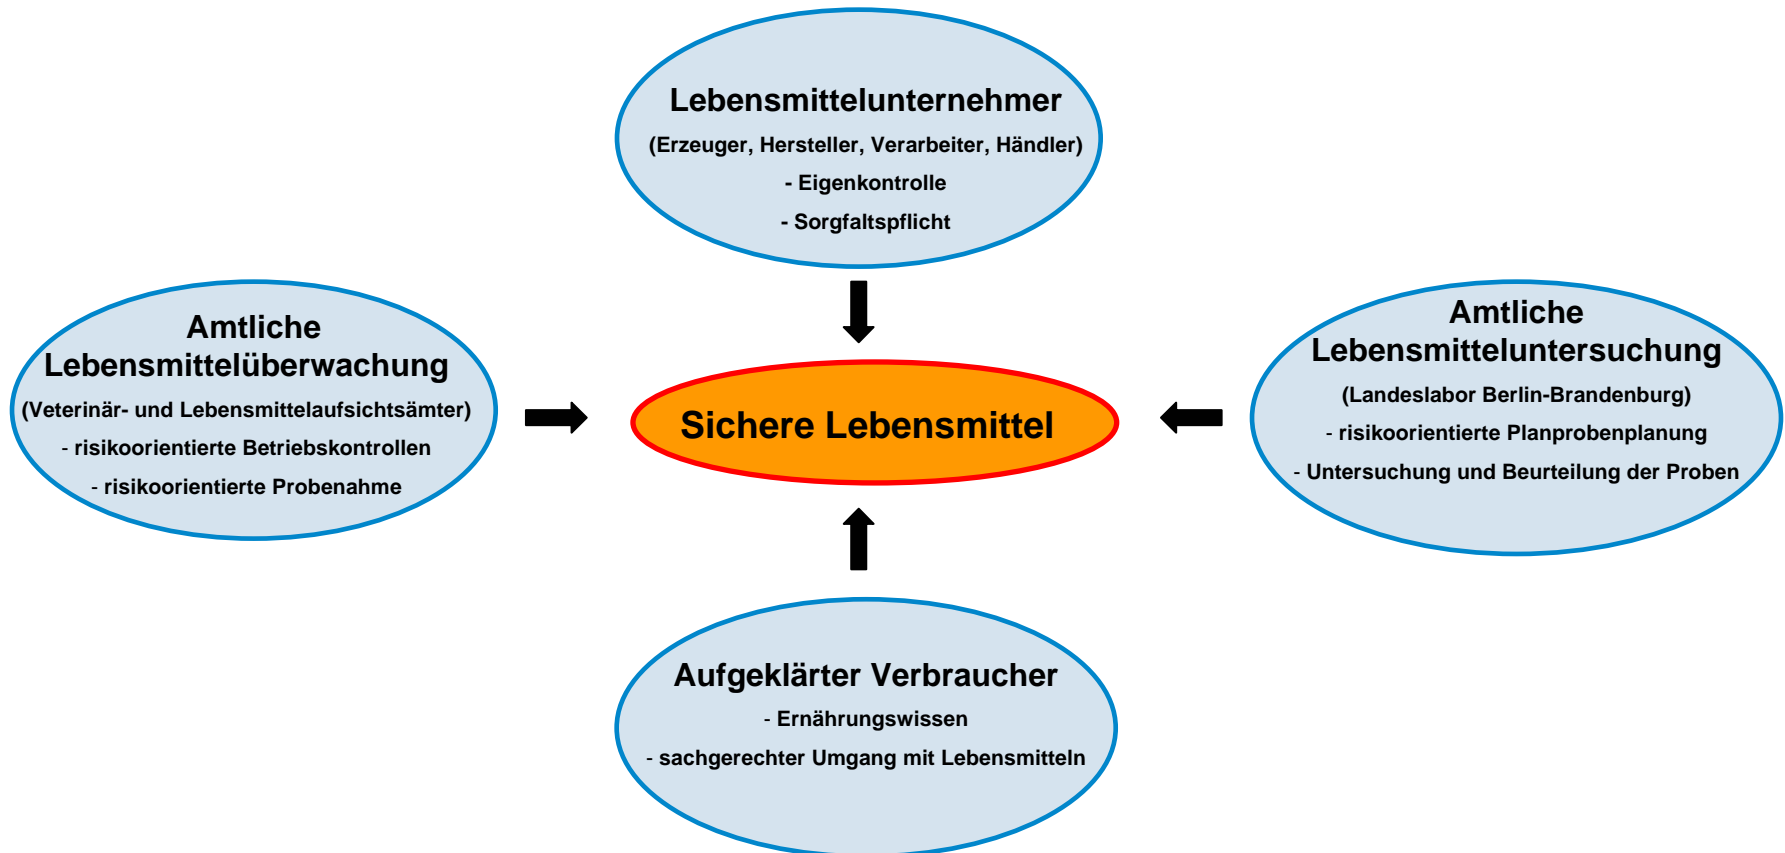 Lebensmittelunternehmer
(Erzeuger, Hersteller, Verarbeiter, Händler)
- Eigenkontrolle
- Sorgfaltspflicht
Amtliche
Lebensmittelüberwachung
(Veterinär- und Lebensmittelaufsichtsämter)
- risikoorientierte Betriebskontrollen
- risikoorientierte Probenahme
Sichere Lebensmittel
Amtliche
Lebensmitteluntersuchung
(Landeslabor Berlin-Brandenburg)
- risikoorientierte Planprobenplanung
- Untersuchung und Beurteilung der Proben
Aufgeklärter Verbraucher
- Ernährungswissen
- sachgerechter Umgang mit Lebensmitteln